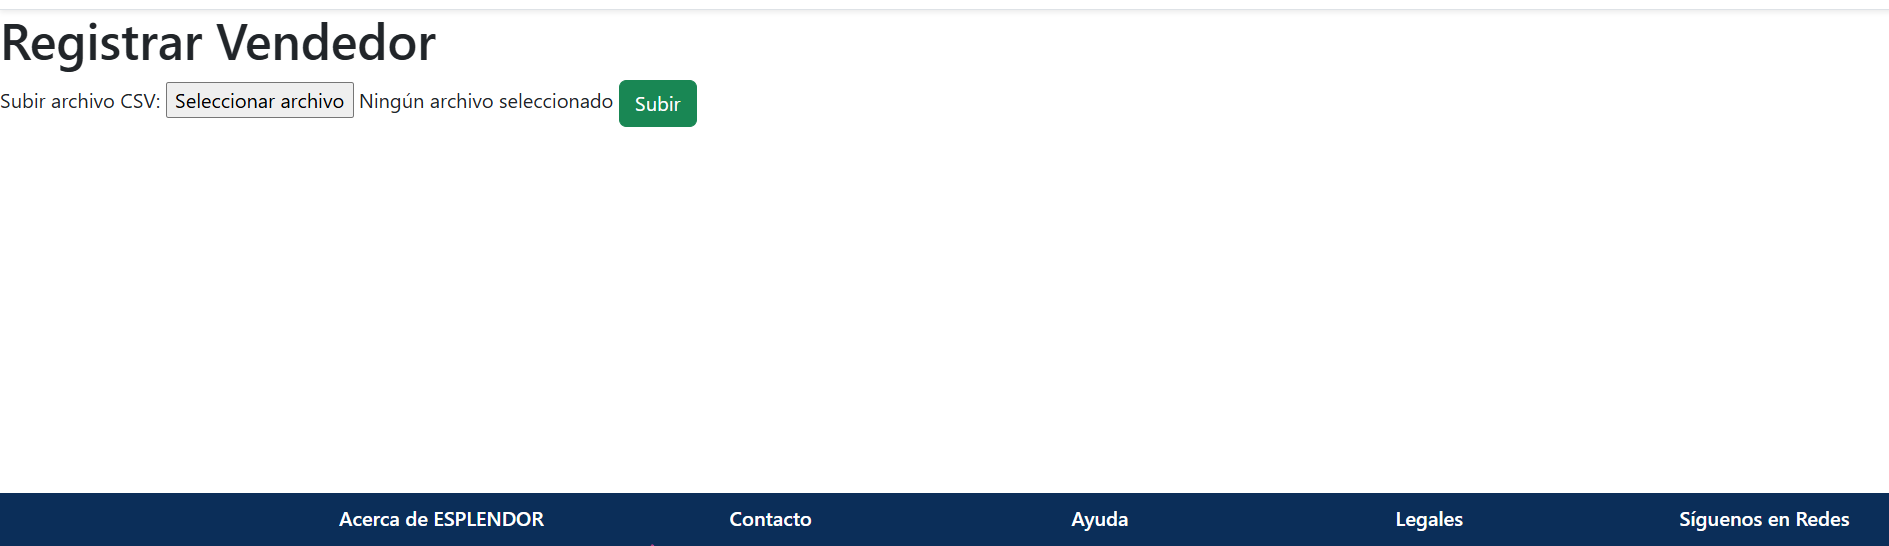 Registrar Vendedor
Subir archivo CSV: Seleccionar archivo Ningún archivo seleccionado Subir
Acerca de ESPLENDOR Contacto Ayuda Legales Síguenos en Redes